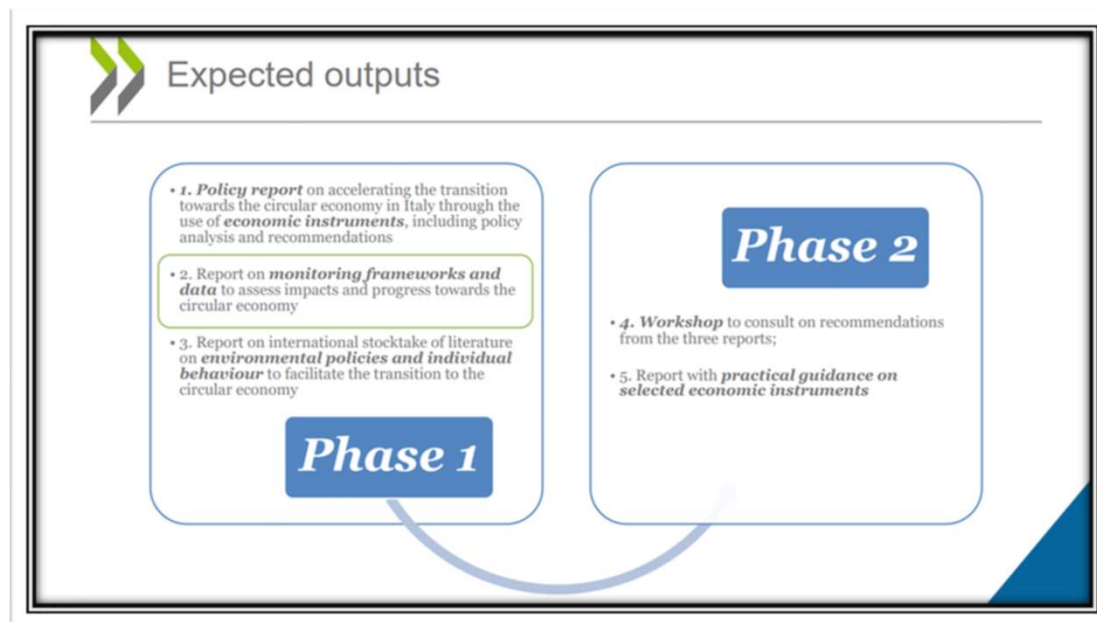 Expected outputs
• 1. Policy report on accelerating the transition
towards the circular economy in Italy through the
use of economic instruments, including policy
analysis and recommendations
• 2. Report on monitoring frameworks and
data to assess impacts and progress towards the
circular economy
• 3. Report on international stocktake of literature
on environmental policies and individual
behaviour to facilitate the transition to the
circular economy
Phase 1
Phase 2
• 4. Workshop to consult on recommendations
from the three reports;
• 5. Report with practical guidance on
selected economic instruments